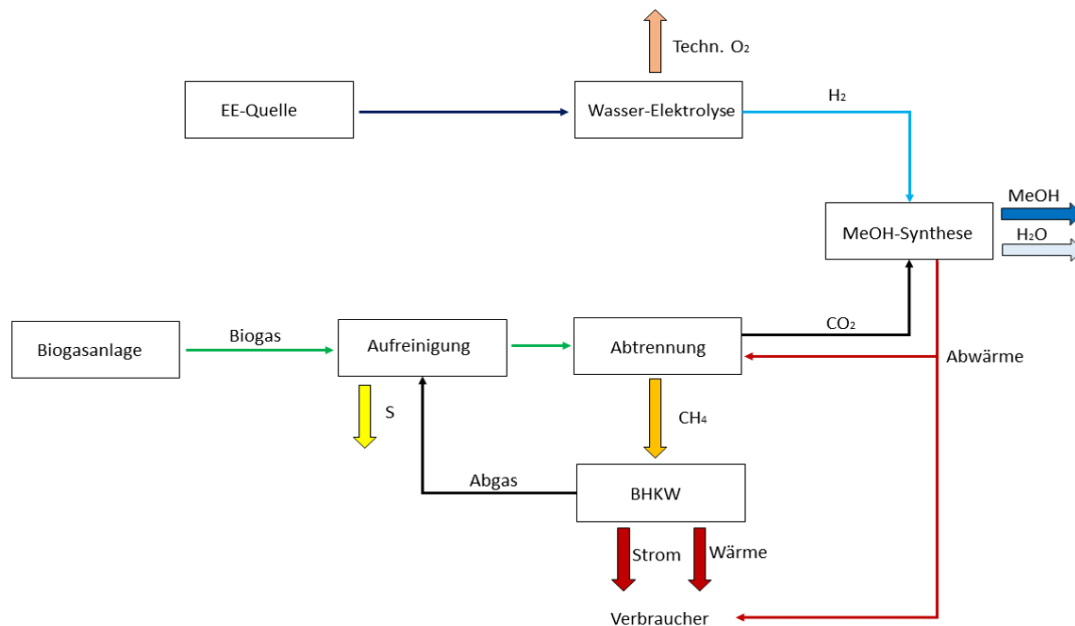 Techn. O₂
EE-Quelle
Wasser-Elektrolyse
H₂
MeOH
MeOH-Synthese
H₂O
Biogasanlage
Biogas
Aufreinigung
Abtrennung
CO₂
Abwärme
S
CH₄
Abgas
BHKW
Strom
Wärme
Verbraucher